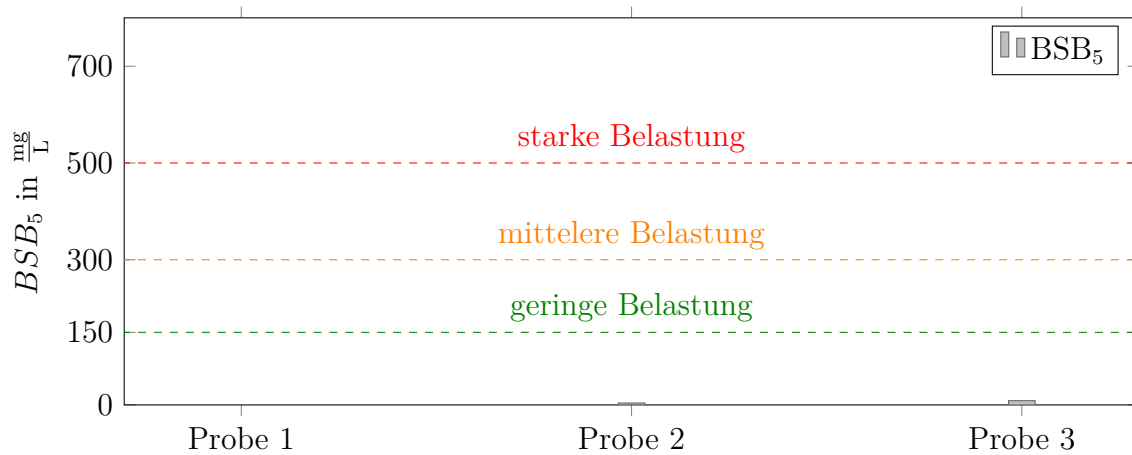 BSB₅
700
starke Belastung
500
mittelere Belastung
300
geringe Belastung
150
0
BSB₅ in mg/L
Probe 1 Probe 2 Probe 3